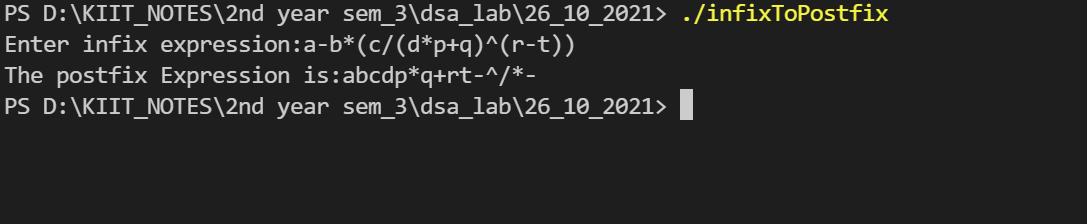 PS D:\KIIT_NOTES\2nd year sem_3\dsa_lab\26_10_2021> ./infixToPostfix
Enter infix expression:a-b*(c/(d*p+q)^(r-t))
The postfix Expression is:abcdp*q+rt-^/*-
PS D:\KIIT_NOTES\2nd year sem_3\dsa_lab\26_10_2021>